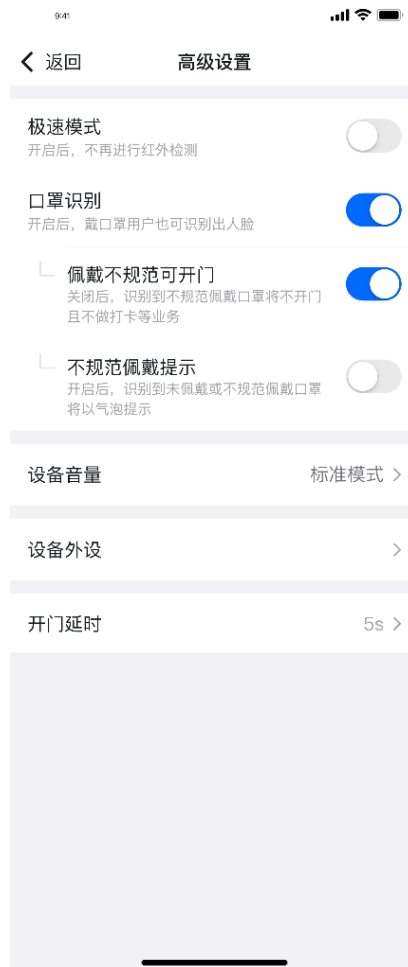 9:41
返回 高级设置
极速模式
开启后，不再进行红外检测
口罩识别
开启后，戴口罩用户也可识别出人脸
佩戴不规范可开门
关闭后，识别到不规范佩戴口罩将不开门
且不做打卡等业务
不规范佩戴提示
开启后，识别到未佩戴或不规范佩戴口罩
将以气泡提示
设备音量 标准模式
设备外设
开门延时 5s